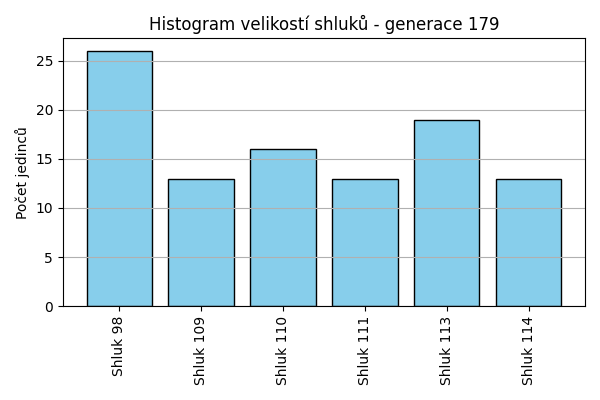 Histogram velikostí shluků - generace 179
Počet jedinců
25
20
15
10
5
0
Shluk 98
Shluk 109
Shluk 110
Shluk 111
Shluk 113
Shluk 114